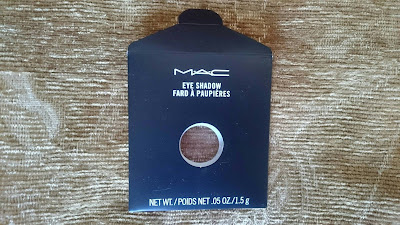 MAC
EYE SHADOW
FARD À PAUPIÈRES
NET WT./POIDS NET .05 OZ./1.5 g